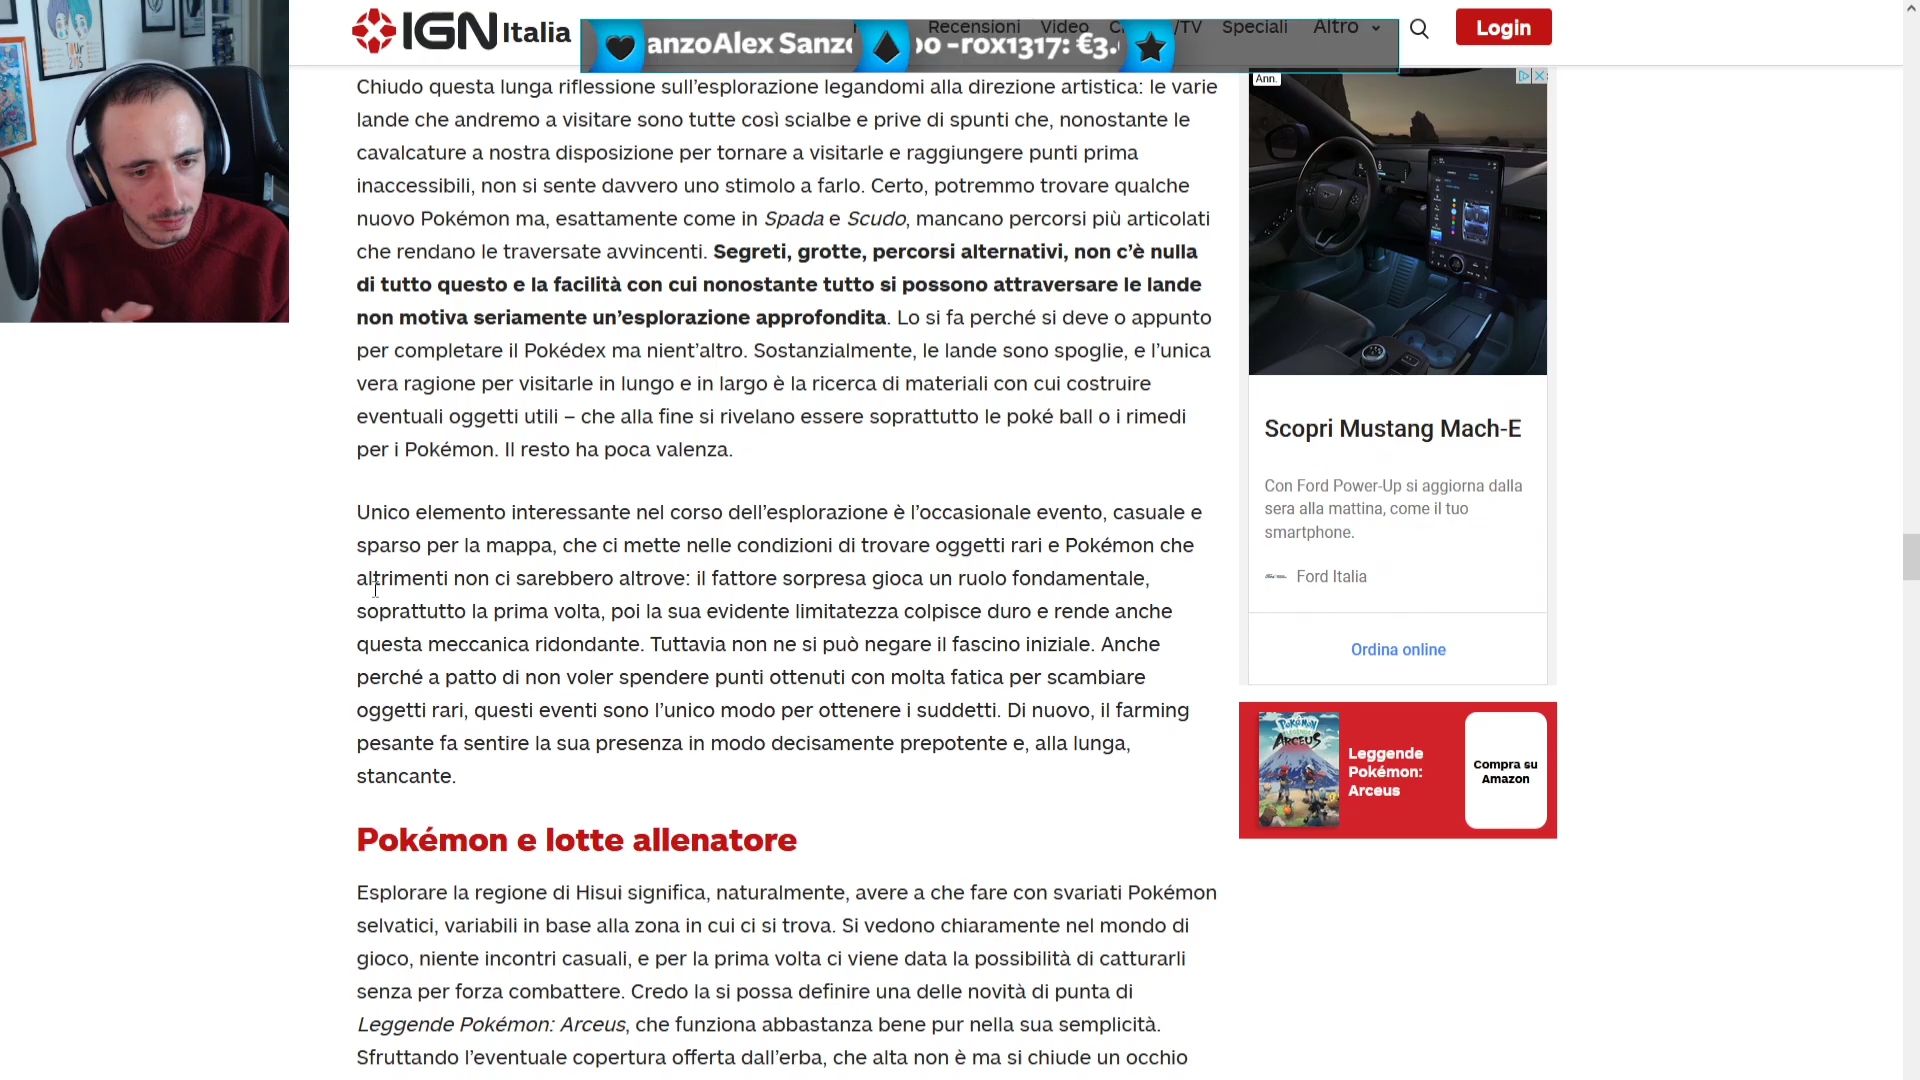 TOUR
2015
IGN Italia
Recensioni
Video
/TV
Speciali
Altro
Login
anzoAlex Sanzo
-rox1317: €3.
Chiudo questa lunga riflessione sull’esplorazione legandomi alla direzione artistica: le varie
lande che andremo a visitare sono tutte così scialbe e prive di spunti che, nonostante le
cavalcature a nostra disposizione per tornare a visitarle e raggiungere punti prima
inaccessibili, non si sente davvero uno stimolo a farlo. Certo, potremmo trovare qualche
nuovo Pokémon ma, esattamente come in Spada e Scudo, mancano percorsi più articolati
che rendano le traversate avvincenti. Segreti, grotte, percorsi alternativi, non c’è nulla
di tutto questo e la facilità con cui nonostante tutto si possono attraversare le lande
non motiva seriamente un’esplorazione approfondita. Lo si fa perché si deve o appunto
per completare il Pokédex ma nient’altro. Sostanzialmente, le lande sono spoglie, e l’unica
vera ragione per visitarle in lungo e in largo è la ricerca di materiali con cui costruire
eventuali oggetti utili – che alla fine si rivelano essere soprattutto le poké ball o i rimedi
per i Pokémon. Il resto ha poca valenza.
Unico elemento interessante nel corso dell’esplorazione è l’occasionale evento, casuale e
sparso per la mappa, che ci mette nelle condizioni di trovare oggetti rari e Pokémon che
altrimenti non ci sarebbero altrove: il fattore sorpresa gioca un ruolo fondamentale,
soprattutto la prima volta, poi la sua evidente limitatezza colpisce duro e rende anche
questa meccanica ridondante. Tuttavia non ne si può negare il fascino iniziale. Anche
perché a patto di non voler spendere punti ottenuti con molta fatica per scambiare
oggetti rari, questi eventi sono l’unico modo per ottenere i suddetti. Di nuovo, il farming
pesante fa sentire la sua presenza in modo decisamente prepotente e, alla lunga,
stancante.
Pokémon e lotte allenatore
Esplorare la regione di Hisui significa, naturalmente, avere a che fare con svariati Pokémon
selvatici, variabili in base alla zona in cui ci si trova. Si vedono chiaramente nel mondo di
gioco, niente incontri casuali, e per la prima volta ci viene data la possibilità di catturarli
senza per forza combattere. Credo la si possa definire una delle novità di punta di
Leggende Pokémon: Arceus, che funziona abbastanza bene pur nella sua semplicità.
Sfruttando l’eventuale copertura offerta dall’erba, che alta non è ma si chiude un occhio
Ann.
Scopri Mustang Mach-E
Con Ford Power-Up si aggiorna dalla
sera alla mattina, come il tuo
smartphone.
Ford Italia
Ordina online
POKÉMON
LEGENDS
ARCEUS
Leggende
Pokémon:
Arceus
Compra su
Amazon